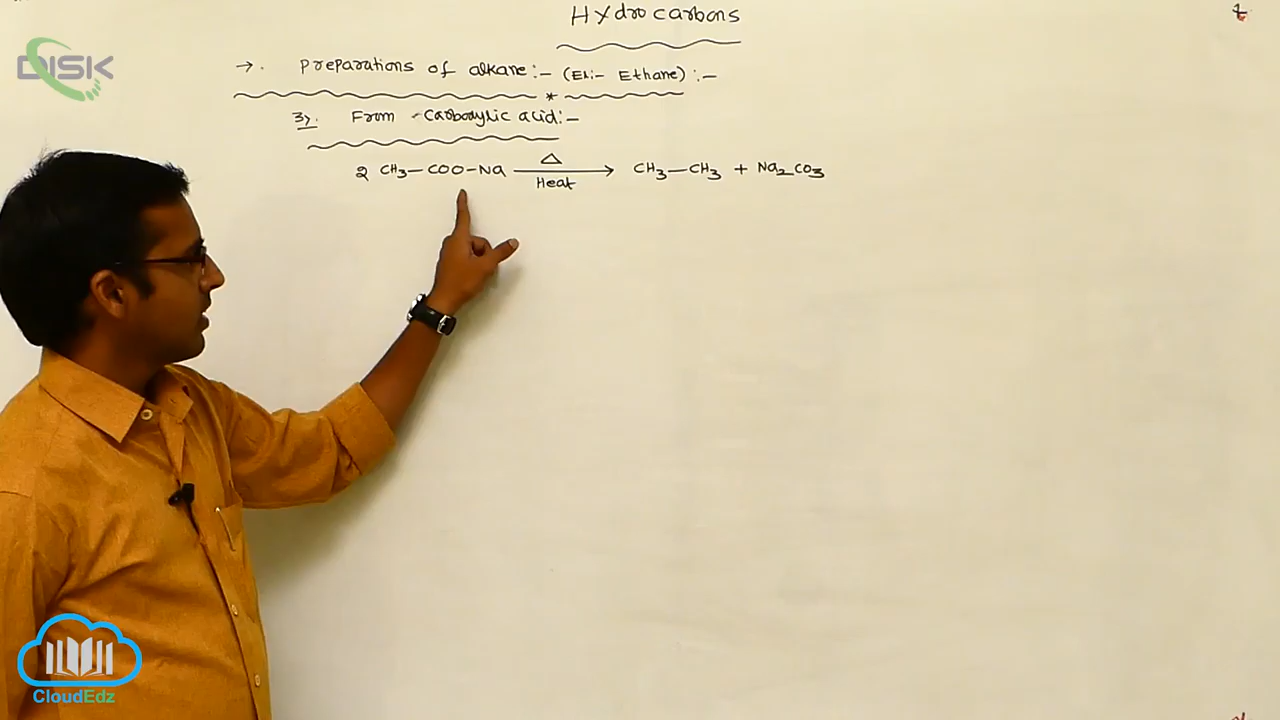 Hydrocarbons
DISK
→. Preparations of alkane:- (Ex:- Ethane) :-
*
3). From -Carboxylic acid:-
2 CH3-COO-Na △ Heat → CH3-CH3 + Na2CO3
CloudEdz